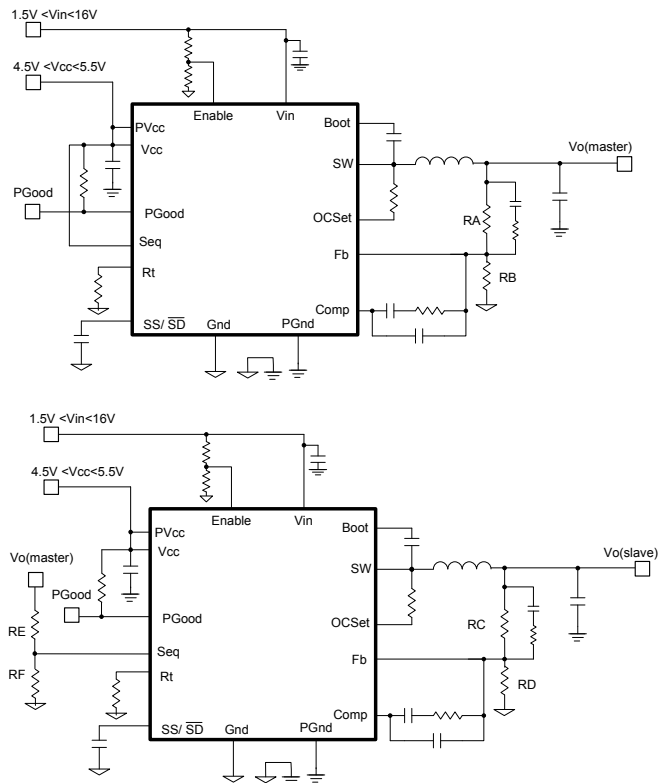 1.5V <Vin<16V
4.5V <Vcc<5.5V
Enable
Vin
PVcc
Boot
Vcc
Vo(master)
SW
PGood
PGood
OCSet
RA
Seq
Fb
Rt
RB
Comp
SS/ SD
Gnd
PGnd
1.5V <Vin<16V
4.5V <Vcc<5.5V
Enable
Vin
PVcc
Boot
Vcc
Vo(master)
SW
Vo(slave)
PGood
PGood
OCSet
RC
RE
Seq
Fb
RF
Rt
RD
Comp
SS/ SD
Gnd
PGnd